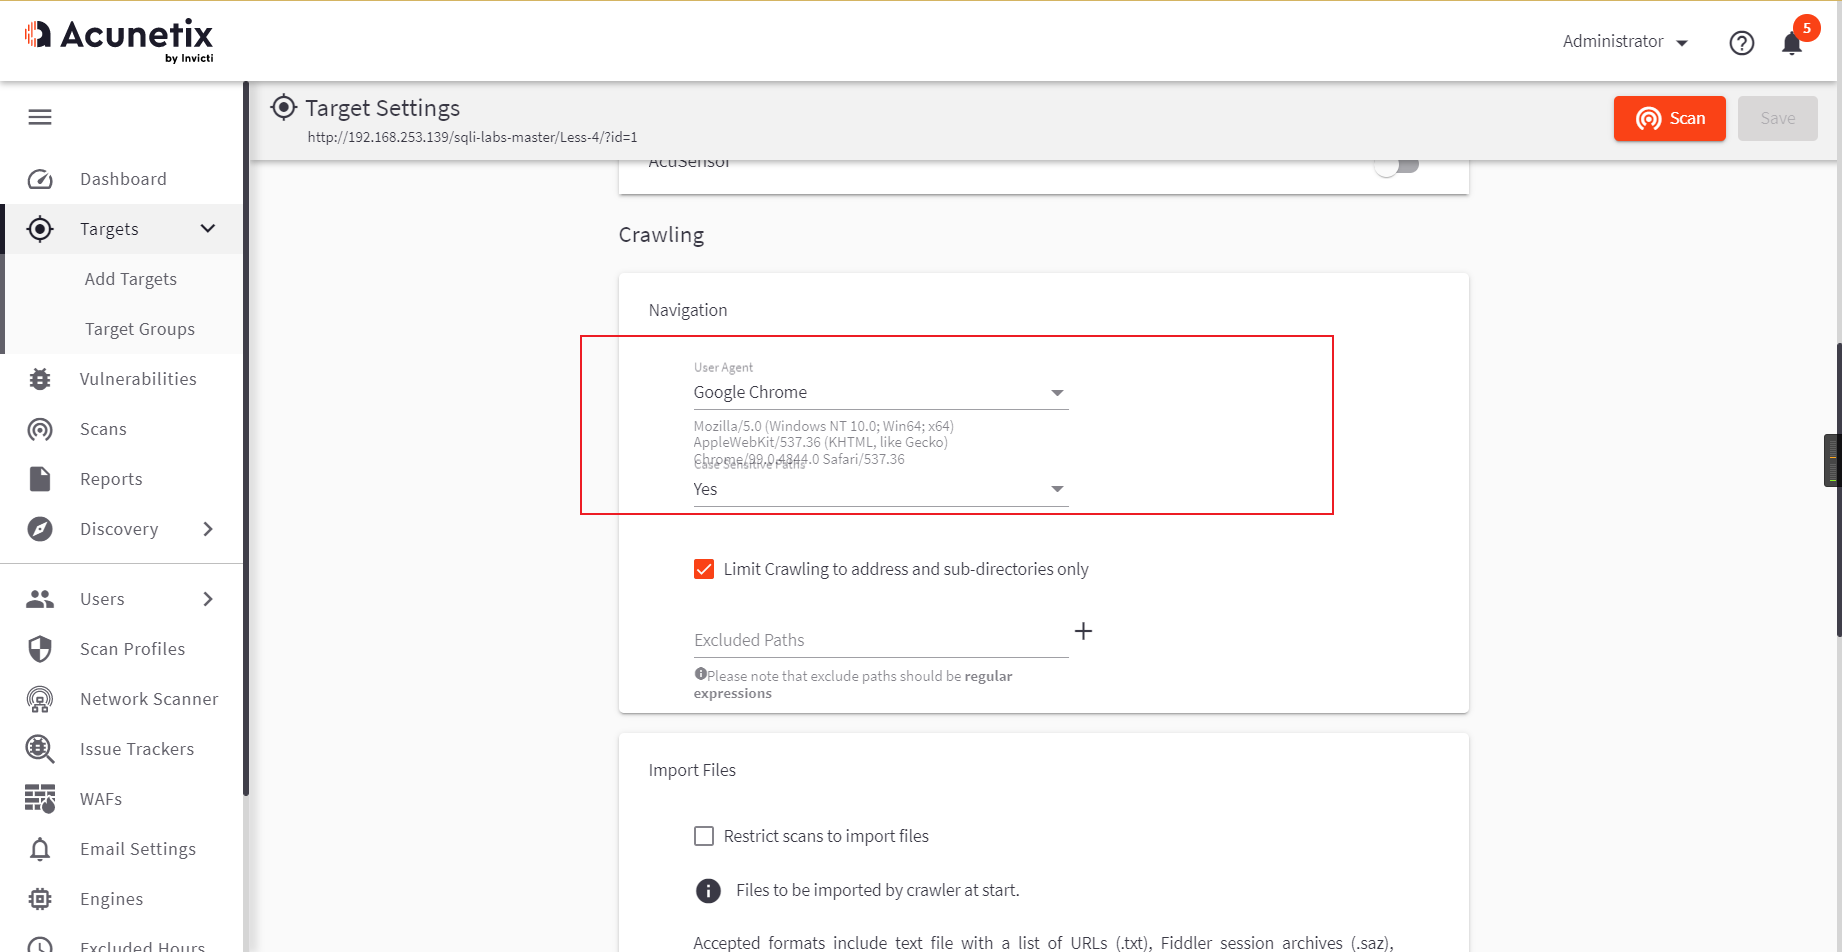 Acunetix
by Invicti
Administrator
5
Target Settings
http://192.168.253.139/sqli-labs-master/Less-4/?id=1
Scan
Save
Dashboard
Targets
Add Targets
Target Groups
Vulnerabilities
Scans
Reports
Discovery
Users
Scan Profiles
Network Scanner
Issue Trackers
WAFs
Email Settings
Engines
Excluded Hours
AcuSensor
Crawling
Navigation
User Agent
Google Chrome
Mozilla/5.0 (Windows NT 10.0; Win64; x64)
AppleWebKit/537.36 (KHTML, like Gecko)
Chrome/99.0.4844.0 Safari/537.36
Case Sensitive Paths
Yes
Limit Crawling to address and sub-directories only
Excluded Paths
Please note that exclude paths should be regular
expressions
Import Files
Restrict scans to import files
Files to be imported by crawler at start.
Accepted formats include text file with a list of URLs (.txt), Fiddler session archives (.saz),